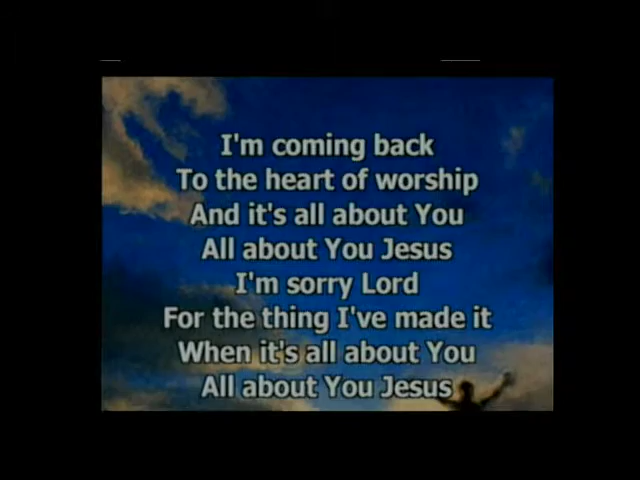 I'm coming back
To the heart of worship
And it's all about You
All about You Jesus
I'm sorry Lord
For the thing I've made it
When it's all about You
All about You Jesus